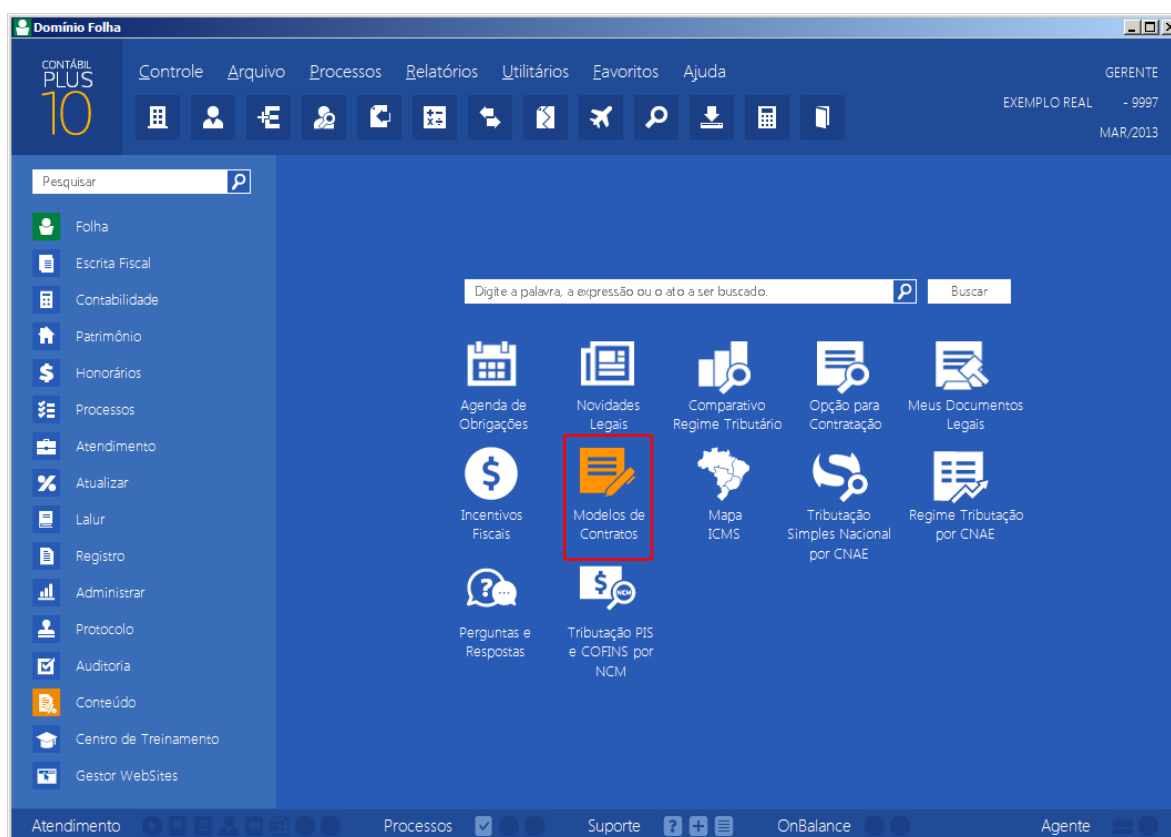 Domínio Folha
CONTÁBIL
PLUS
10
Controle Arquivo Processos Relatórios Utilitários Favoritos Ajuda
GERENTE
EXEMPLO REAL - 9997
MAR/2013
Pesquisar
Folha
Escrita Fiscal
Contabilidade
Patrimônio
Honorários
Processos
Atendimento
Atualizar
Lalur
Registro
Administrar
Protocolo
Auditoria
Conteúdo
Centro de Treinamento
Gestor WebSites
Digite a palavra, a expressão ou o ato a ser buscado.
Buscar
Agenda de
Obrigações
Novidades
Legais
Comparativo
Regime Tributário
Opção para
Contratação
Meus Documentos
Legais
Incentivos
Fiscais
Modelos de
Contratos
Mapa
ICMS
Tributação
Simples Nacional
por CNAE
Regime Tributação
por CNAE
Perguntas e
Respostas
NCM
Tributação PIS
e COFINS por
NCM
Atendimento Processos Suporte OnBalance Agente